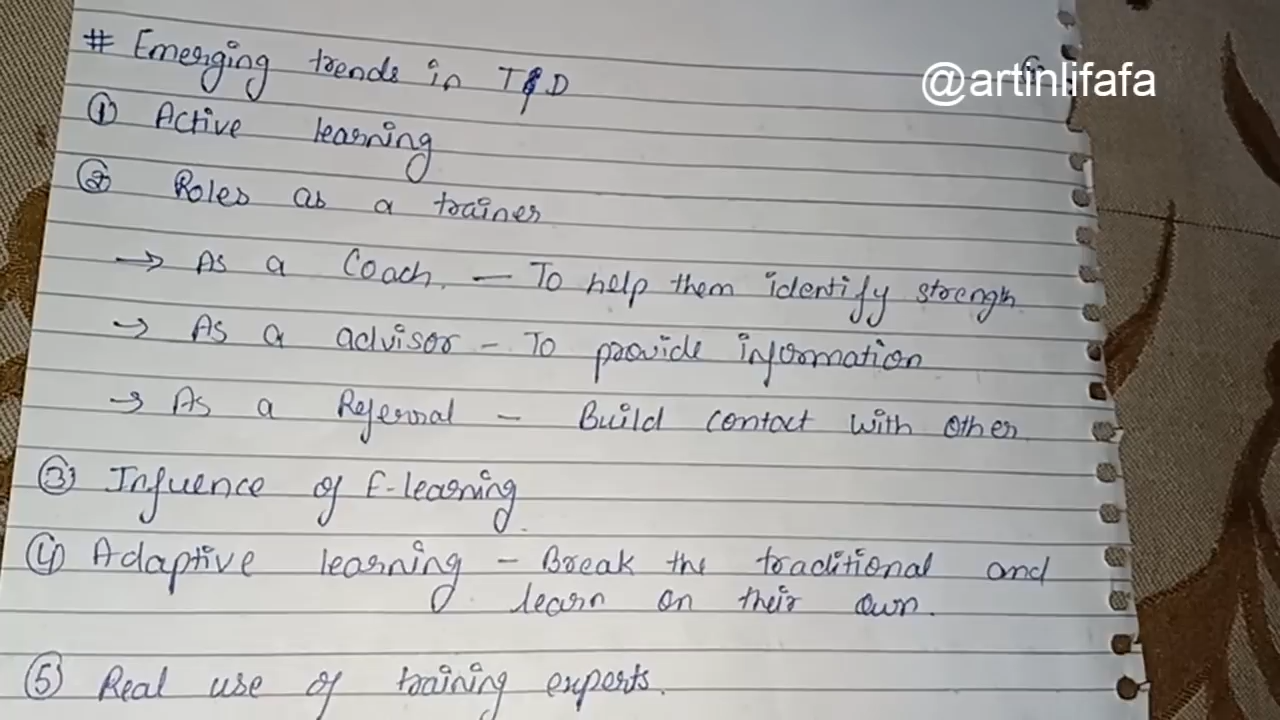 # Emerging trends in T&D
@artinlifafa
① Active learning
② Roles as a trainer
→ As a Coach. — To help them identify strength
→ As a advisor - To provide information
→ As a Referral - Build contact with other
③ Infuence of E-learning
④ Adaptive learning - Break the traditional and
learn on their own.
⑤ Real use of training experts.